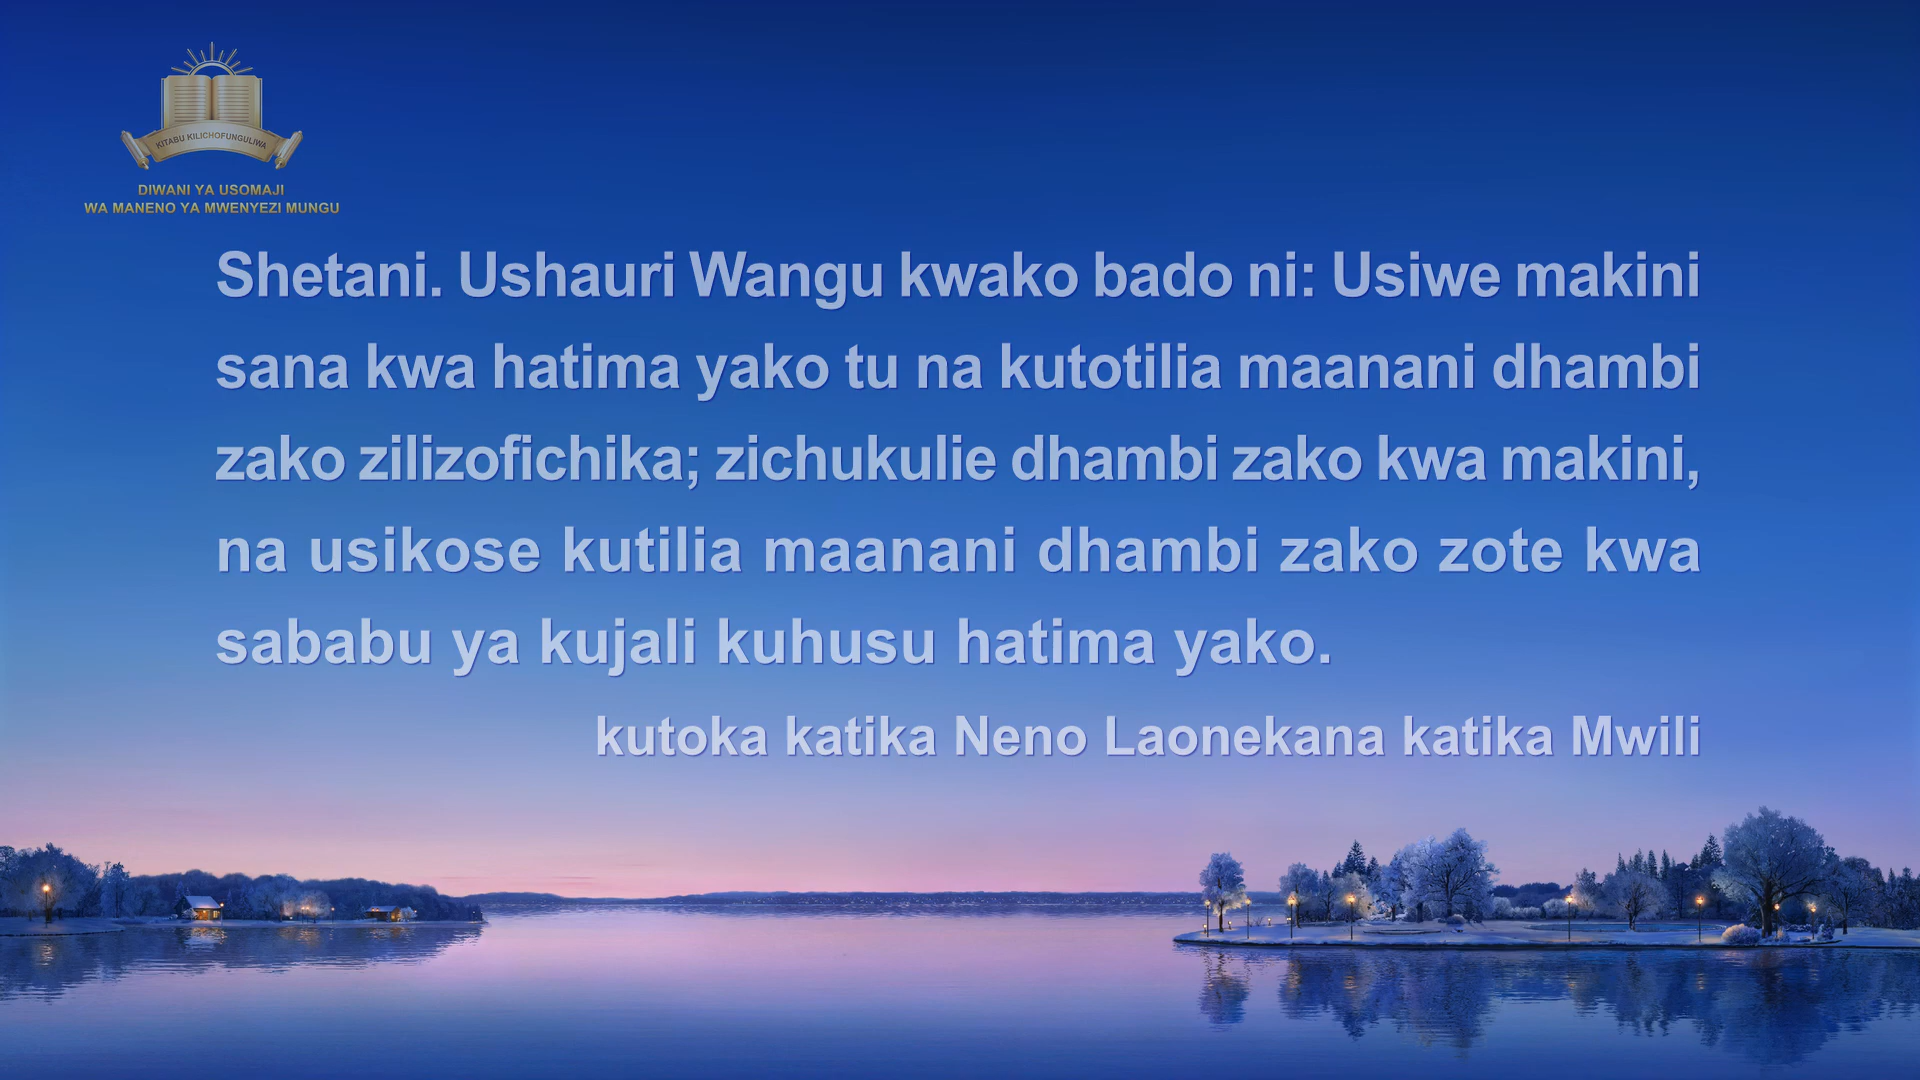 KITABU KILICHOFUNGULIWA
DIWANI YA USOMAJI
WA MANENO YA MWENYEZI MUNGU
Shetani. Ushauri Wangu kwako bado ni: Usiwe makini
sana kwa hatima yako tu na kutotilia maanani dhambi
zako zilizofichika; zichukulie dhambi zako kwa makini,
na usikose kutilia maanani dhambi zako zote kwa
sababu ya kujali kuhusu hatima yako.
kutoka katika Neno Laonekana katika Mwili